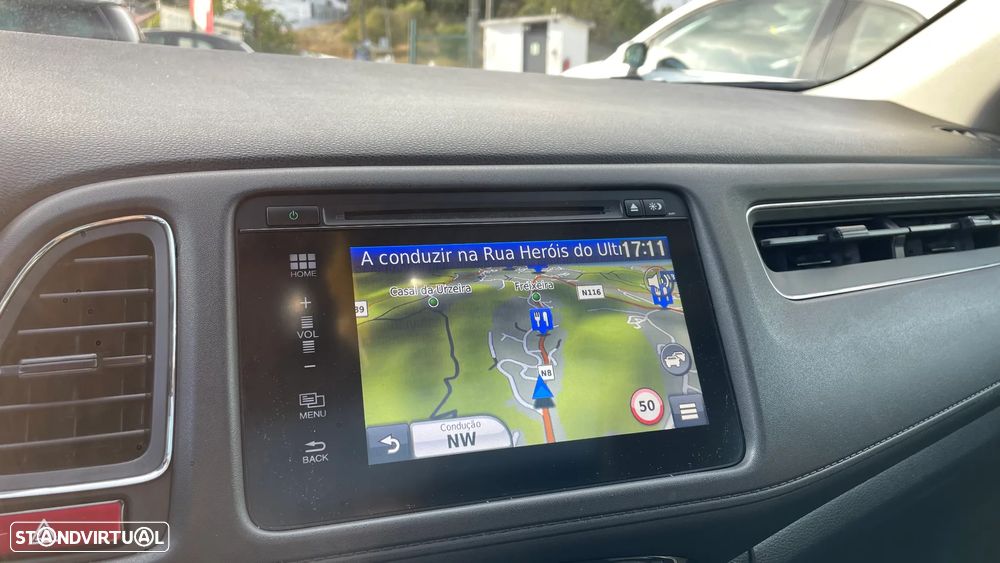 A conduzir na Rua Heróis do Ultr
17:11
HOME
Casal da Urzeira
Freixeira
N116
+
VOL
-
N8
MENU
50
Condução
NW
BACK
STANDVIRTUAL